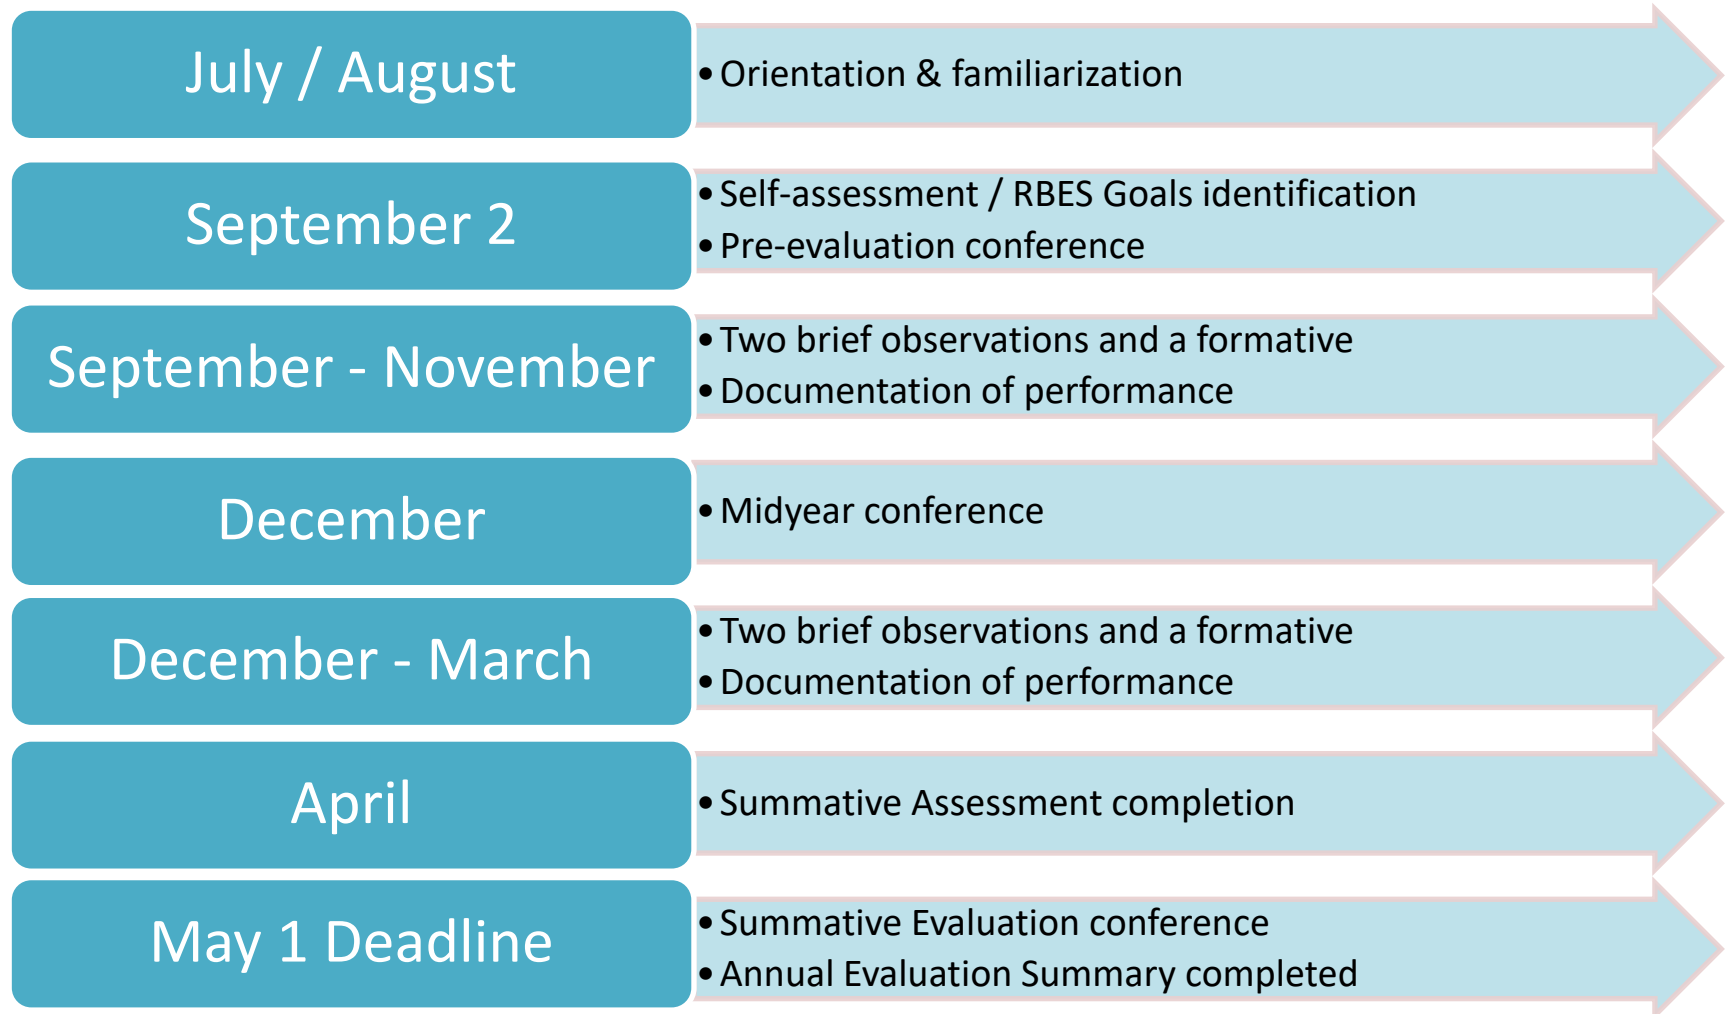 July / August
• Orientation & familiarization
September 2
• Self-assessment / RBES Goals identification
• Pre-evaluation conference
September - November
• Two brief observations and a formative
• Documentation of performance
December
• Midyear conference
December - March
• Two brief observations and a formative
• Documentation of performance
April
• Summative Assessment completion
May 1 Deadline
• Summative Evaluation conference
• Annual Evaluation Summary completed